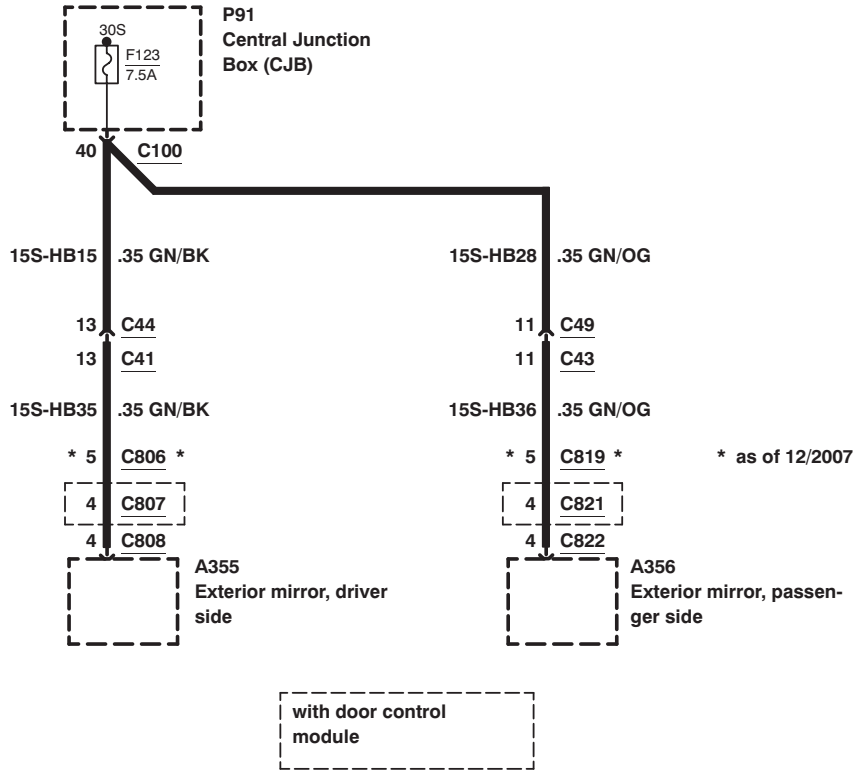 P91
Central Junction
Box (CJB)
30S
F123
7.5A
40 C100
15S-HB15 .35 GN/BK
15S-HB28 .35 GN/OG
13 C44
11 C49
13 C41
11 C43
15S-HB35 .35 GN/BK
15S-HB36 .35 GN/OG
* 5 C806 *
* 5 C819 *
* as of 12/2007
4 C807
4 C821
4 C808
4 C822
A355
Exterior mirror, driver
side
A356
Exterior mirror, passen-
ger side
with door control
module